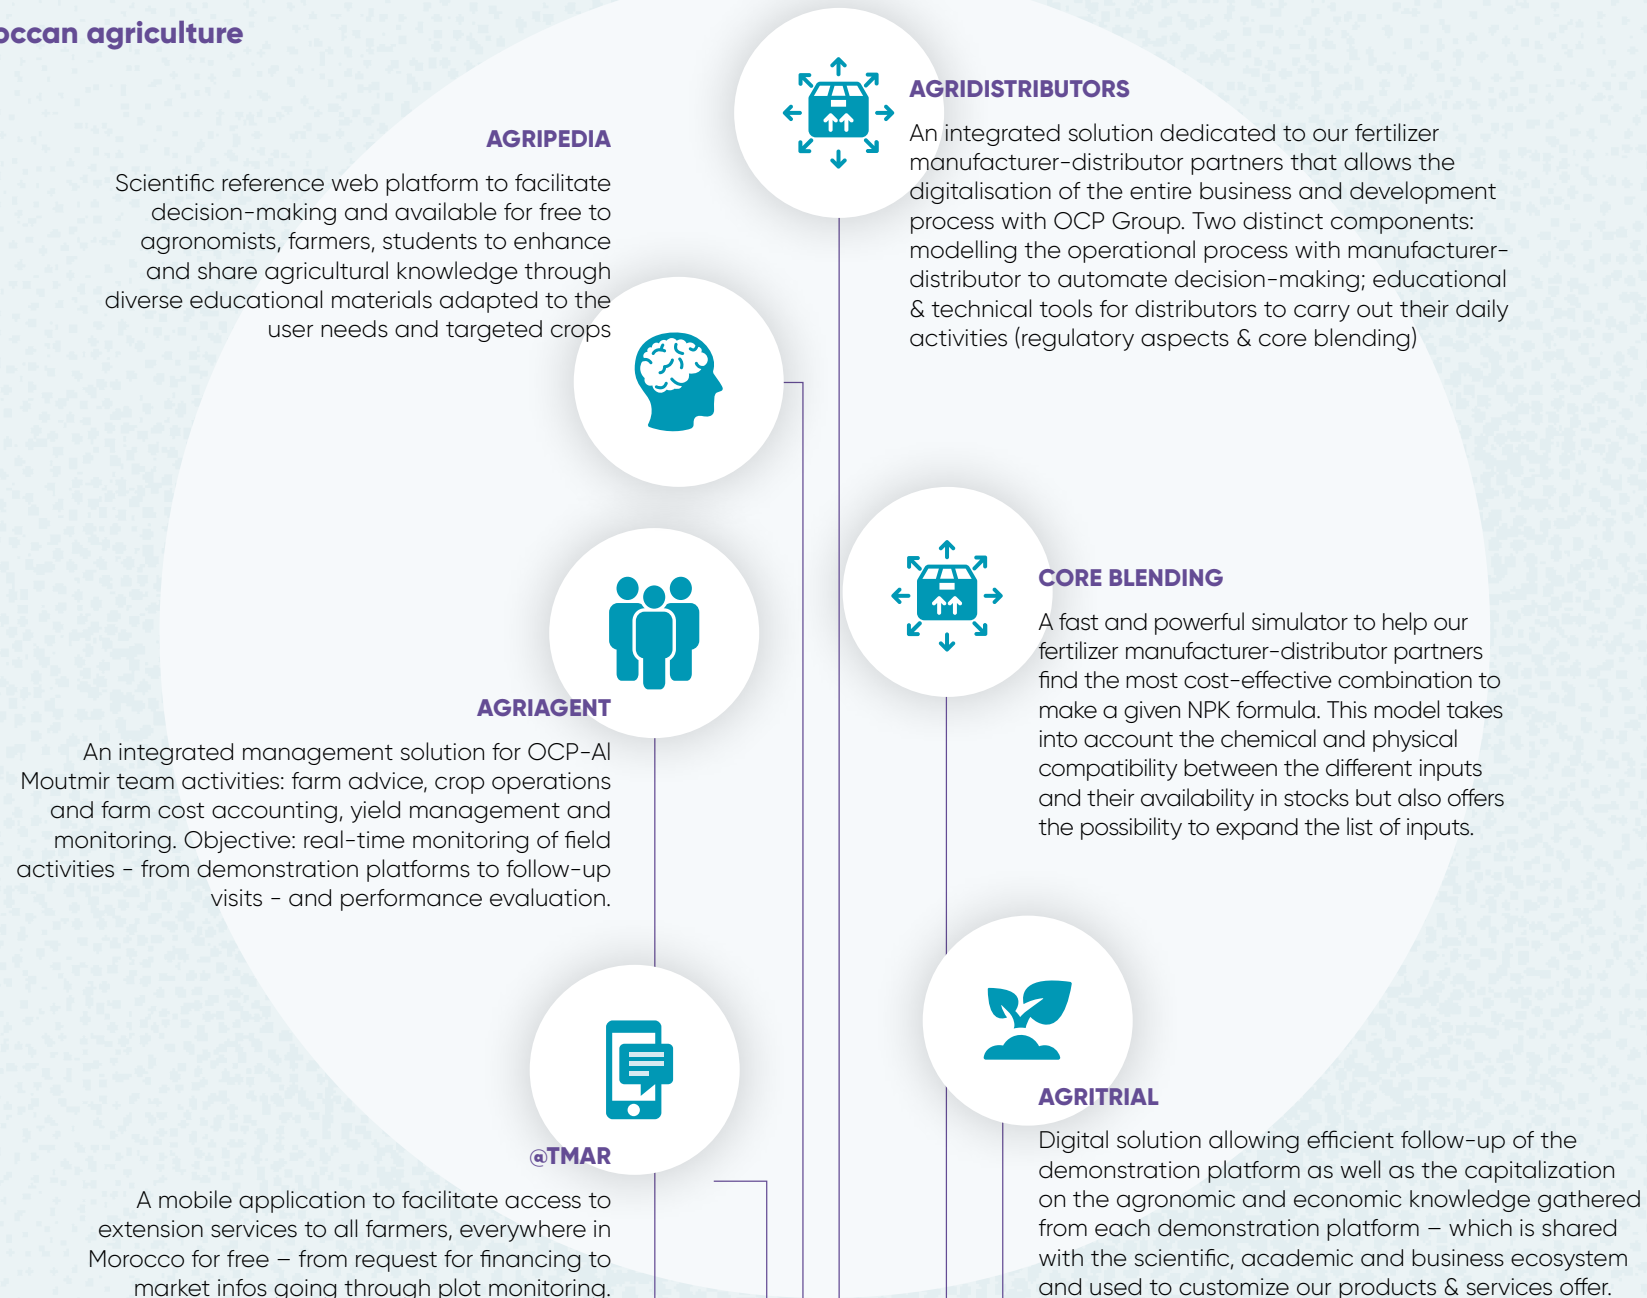 occan agriculture
AGRIPEDIA
Scientific reference web platform to facilitate
decision-making and available for free to
agronomists, farmers, students to enhance
and share agricultural knowledge through
diverse educational materials adapted to the
user needs and targeted crops
AGRIDISTRIBUTORS
An integrated solution dedicated to our fertilizer
manufacturer-distributor partners that allows the
digitalisation of the entire business and development
process with OCP Group. Two distinct components:
modelling the operational process with manufacturer-
distributor to automate decision-making; educational
& technical tools for distributors to carry out their daily
activities (regulatory aspects & core blending)
AGRIAGENT
An integrated management solution for OCP-Al
Moutmir team activities: farm advice, crop operations
and farm cost accounting, yield management and
monitoring. Objective: real-time monitoring of field
activities - from demonstration platforms to follow-up
visits - and performance evaluation.
CORE BLENDING
A fast and powerful simulator to help our
fertilizer manufacturer-distributor partners
find the most cost-effective combination to
make a given NPK formula. This model takes
into account the chemical and physical
compatibility between the different inputs
and their availability in stocks but also offers
the possibility to expand the list of inputs.
@TMAR
A mobile application to facilitate access to
extension services to all farmers, everywhere in
Morocco for free – from request for financing to
market infos going through plot monitoring.
AGRITRIAL
Digital solution allowing efficient follow-up of the
demonstration platform as well as the capitalization
on the agronomic and economic knowledge gathered
from each demonstration platform – which is shared
with the scientific, academic and business ecosystem
and used to customize our products & services offer.